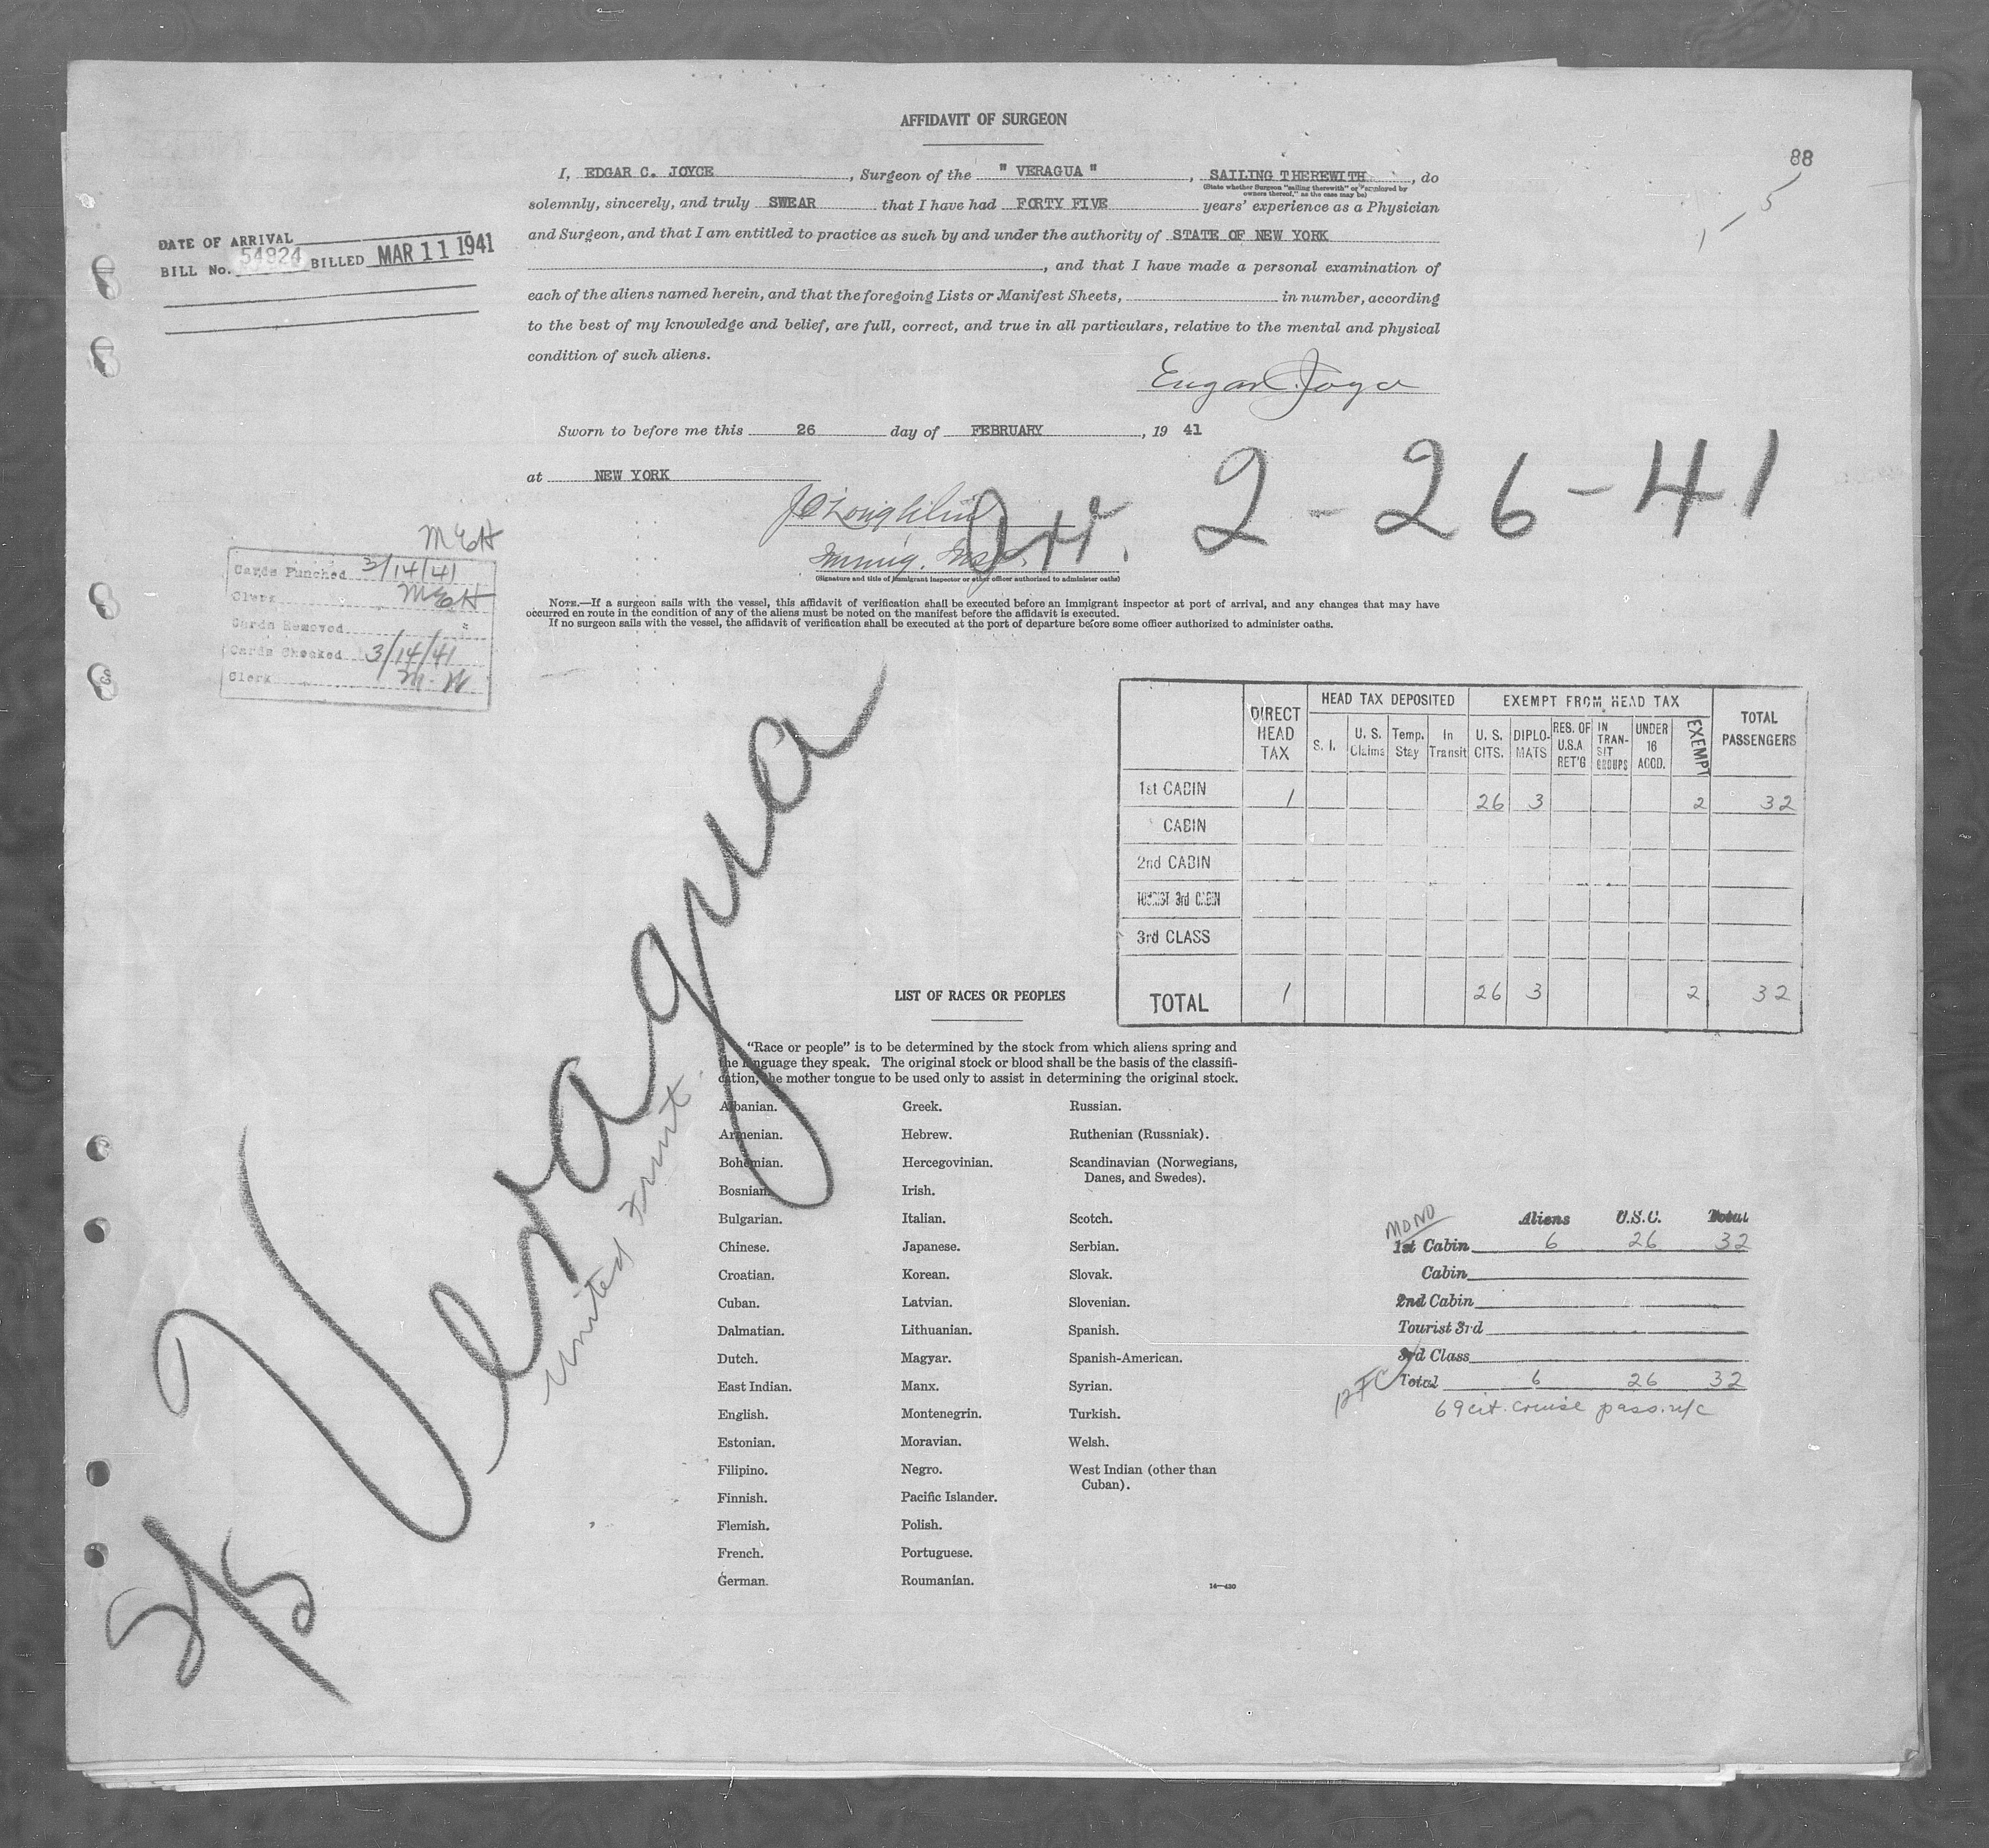 AFFIDAVIT OF SURGEON
88
1 - 5
I, EDGAR C. JOYCE, Surgeon of the " VERAGUA ", SAILING THEREWITH, do
(State whether Surgeon "sailing therewith" or "employed by owners thereof," as the case may be)
solemnly, sincerely, and truly SWEAR that I have had FORTY FIVE years' experience as a Physician
and Surgeon, and that I am entitled to practice as such by and under the authority of STATE OF NEW YORK
, and that I have made a personal examination of
each of the aliens named herein, and that the foregoing Lists or Manifest Sheets, in number, according
to the best of my knowledge and belief, are full, correct, and true in all particulars, relative to the mental and physical
condition of such aliens.
DATE OF ARRIVAL
BILL No. 54924 BILLED MAR 11 1941
Edgar C. Joyce
Sworn to before me this 26 day of FEBRUARY, 19 41
at NEW YORK
J O'Loughlin
Immig. Insp.
Arr. 2-26-41
(Signature and title of immigrant inspector or other officer authorized to administer oaths)
MEH
Cards Punched 3/14/41
Clerk MEH
Cards Removed "
Cards Checked 3/14/41
Clerk M.W.
NOTE.—If a surgeon sails with the vessel, this affidavit of verification shall be executed before an immigrant inspector at port of arrival, and any changes that may have
occurred en route in the condition of any of the aliens must be noted on the manifest before the affidavit is executed.
If no surgeon sails with the vessel, the affidavit of verification shall be executed at the port of departure before some officer authorized to administer oaths.
DIRECT HEAD TAX HEAD TAX DEPOSITED EXEMPT FROM HEAD TAX TOTAL PASSENGERS
S. I. U. S. Claims Temp. Stay In Transit U. S. CITS. DIPLOMATS RES. OF U.S.A. RET'G IN TRANSIT GROUPS UNDER 16 ACCD. EXEMPT
1st CABIN 1 26 3 2 32
CABIN
2nd CABIN
TOURIST 3rd CABIN
3rd CLASS
TOTAL 1 26 3 2 32
Veragua
United Fruit.
LIST OF RACES OR PEOPLES
"Race or people" is to be determined by the stock from which aliens spring and
the language they speak. The original stock or blood shall be the basis of the classifi-
cation, the mother tongue to be used only to assist in determining the original stock.
Albanian.
Armenian.
Bohemian.
Bosnian.
Bulgarian.
Chinese.
Croatian.
Cuban.
Dalmatian.
Dutch.
East Indian.
English.
Estonian.
Filipino.
Finnish.
Flemish.
French.
German.
Greek.
Hebrew.
Hercegovinian.
Irish.
Italian.
Japanese.
Korean.
Latvian.
Lithuanian.
Magyar.
Manx.
Montenegrin.
Moravian.
Negro.
Pacific Islander.
Polish.
Portuguese.
Roumanian.
Russian.
Ruthenian (Russniak).
Scandinavian (Norwegians,
Danes, and Swedes).
Scotch.
Serbian.
Slovak.
Slovenian.
Spanish.
Spanish-American.
Syrian.
Turkish.
Welsh.
West Indian (other than
Cuban).
14—430
MONO
Aliens U.S.C. Total
1st Cabin 6 26 32
Cabin
2nd Cabin
Tourist 3rd
3rd Class
Total 6 26 32
69 cit. cruise pass. n/c
S/S